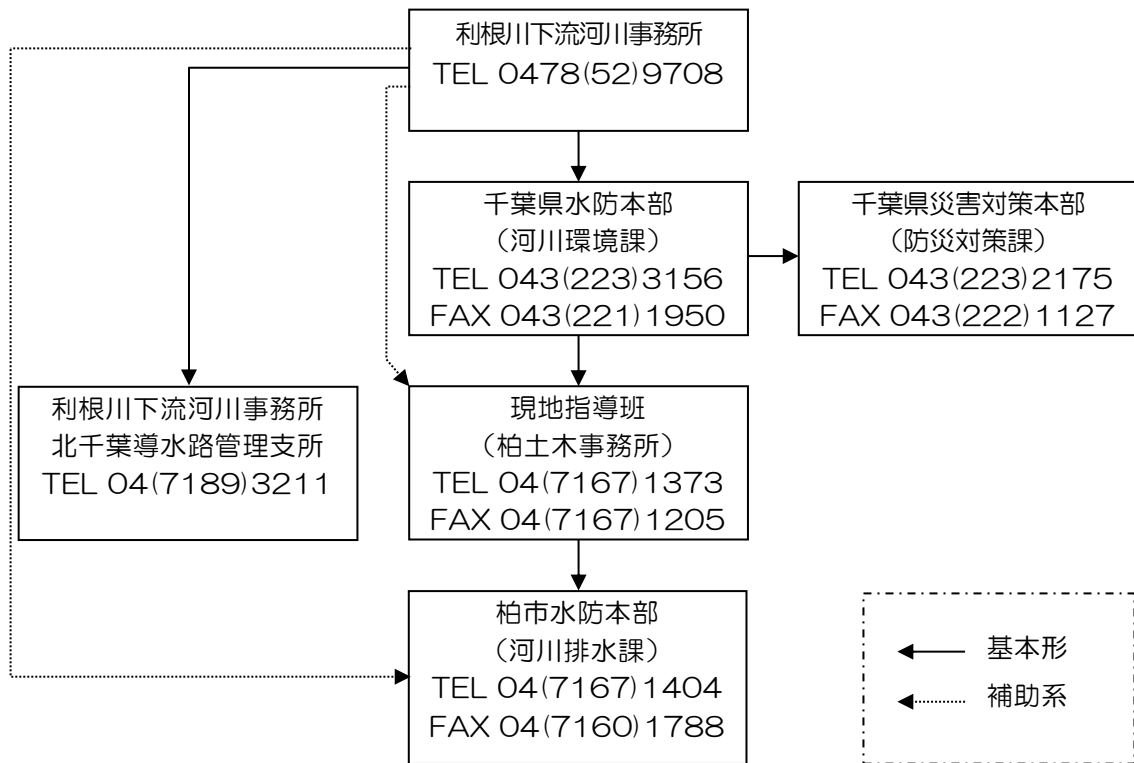 利根川下流河川事務所
TEL 0478(52)9708
千葉県水防本部
(河川環境課)
TEL 043(223)3156
FAX 043(221)1950
千葉県災害対策本部
(防災対策課)
TEL 043(223)2175
FAX 043(222)1127
利根川下流河川事務所
北千葉導水路管理支所
TEL 04(7189)3211
現地指導班
(柏土木事務所)
TEL 04(7167)1373
FAX 04(7167)1205
柏市水防本部
(河川排水課)
TEL 04(7167)1404
FAX 04(7160)1788
基本形
補助系